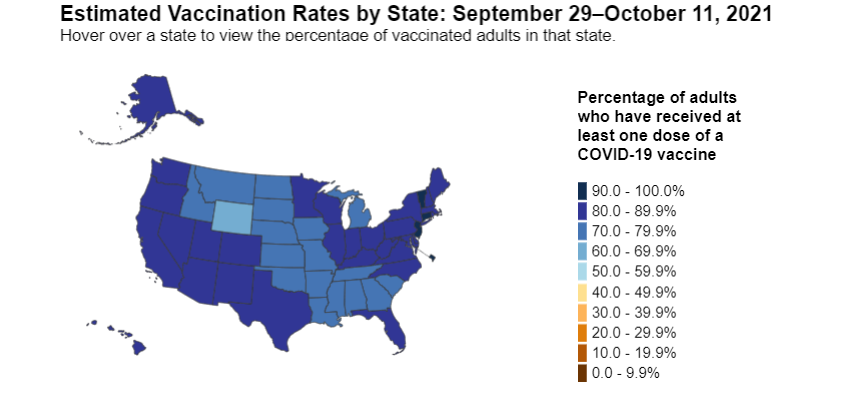 Estimated Vaccination Rates by State: September 29–October 11, 2021
Hover over a state to view the percentage of vaccinated adults in that state.
Percentage of adults
who have received at
least one dose of a
COVID-19 vaccine
90.0 - 100.0%
80.0 - 89.9%
70.0 - 79.9%
60.0 - 69.9%
50.0 - 59.9%
40.0 - 49.9%
30.0 - 39.9%
20.0 - 29.9%
10.0 - 19.9%
0.0 - 9.9%